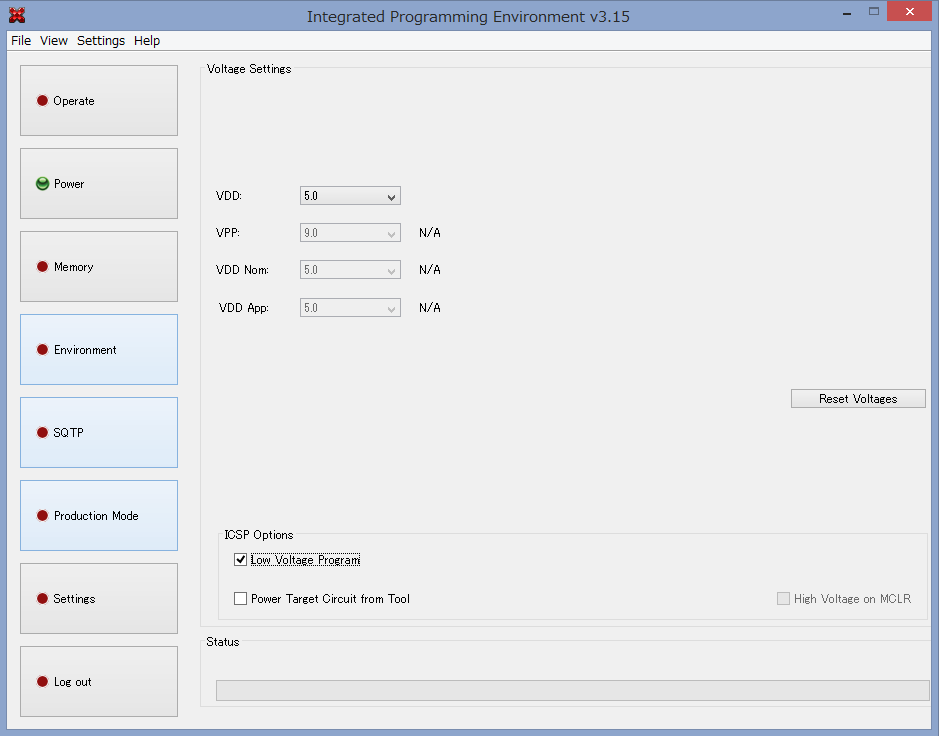 Integrated Programming Environment v3.15
File View Settings Help
Operate
Power
Memory
Environment
SQTP
Production Mode
Settings
Log out
Voltage Settings
VDD: 5.0
VPP: 9.0 N/A
VDD Nom: 5.0 N/A
VDD App: 5.0 N/A
Reset Voltages
ICSP Options
Low Voltage Program
Power Target Circuit from Tool
High Voltage on MCLR
Status